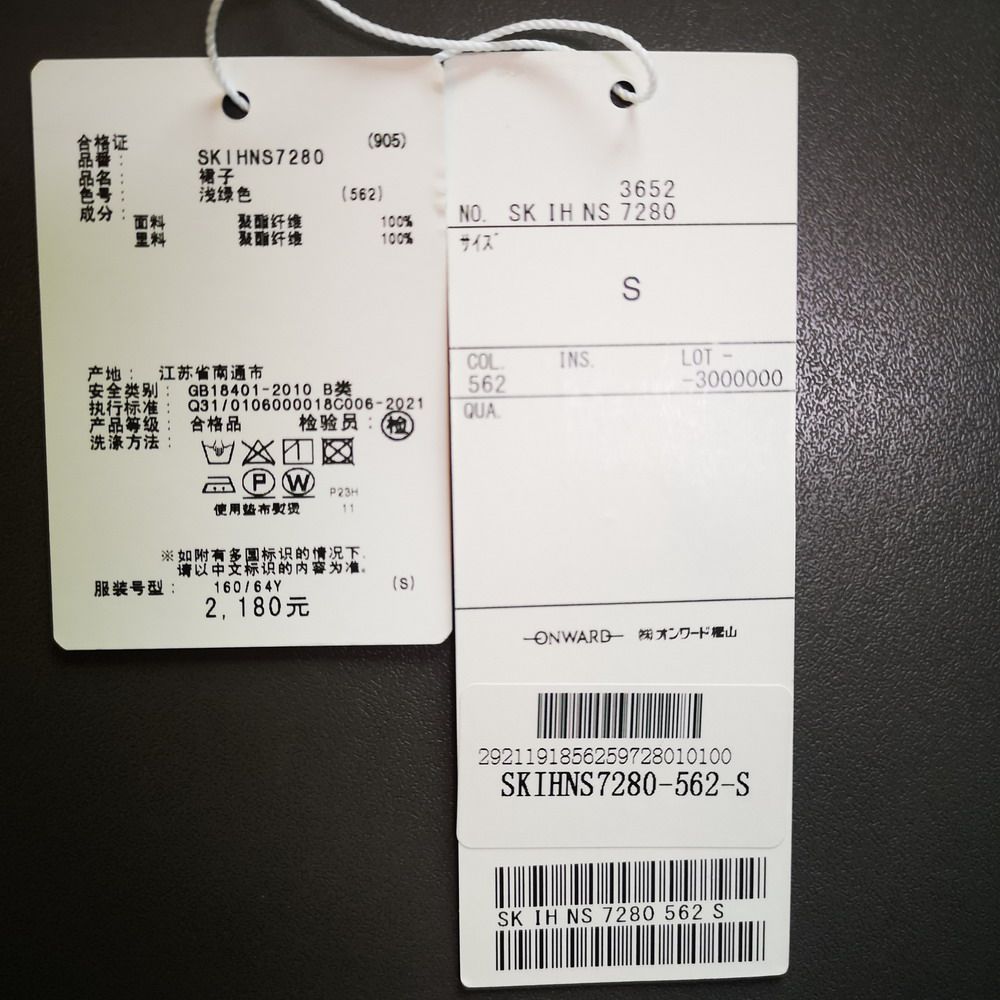 合格证 (905)
品番： SKIHNS7280
品名： 裙子
色号： 浅绿色 (562)
成分：
面料 聚酯纤维 100%
里料 聚酯纤维 100%
产地： 江苏省南通市
安全类别： GB18401-2010 B类
执行标准： Q31/0106000018C006-2021
产品等级： 合格品 检验员： 检
洗涤方法：
P W
P23H
使用垫布熨烫 11
※如附有多国标识的情况下，
请以中文标识的内容为准。
服装号型： 160/64Y (S)
2,180元
3652
NO. SK IH NS 7280
サイズ
S
COL. INS. LOT -
562 -3000000
QUA.
ONWARD ㈱オンワード樫山
2921191856259728010100
SKIHNS7280-562-S
SK IH NS 7280 562 S